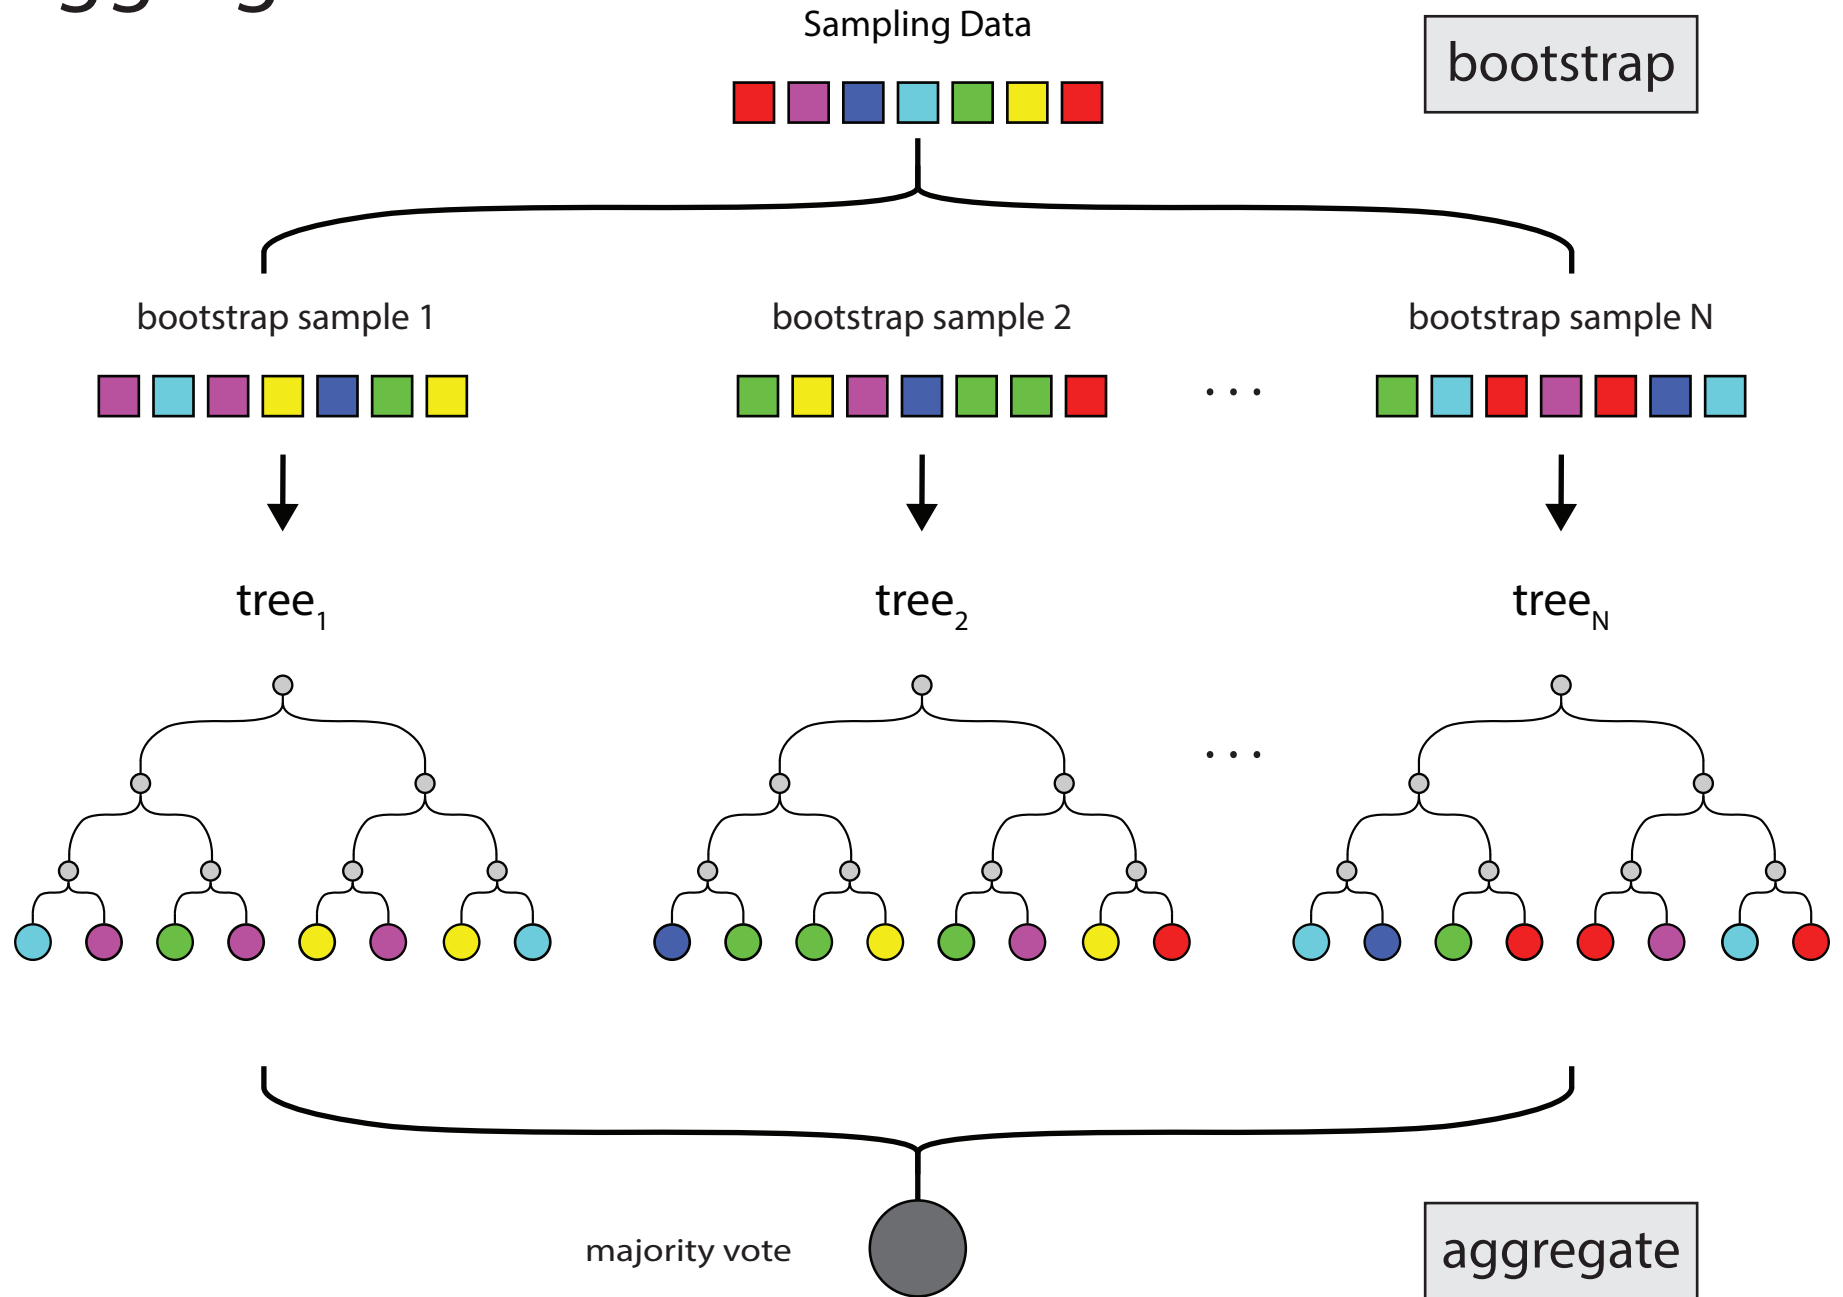 Sampling Data
bootstrap
bootstrap sample 1
bootstrap sample 2
bootstrap sample N
. . .
tree1
tree2
treeN
. . .
majority vote
aggregate